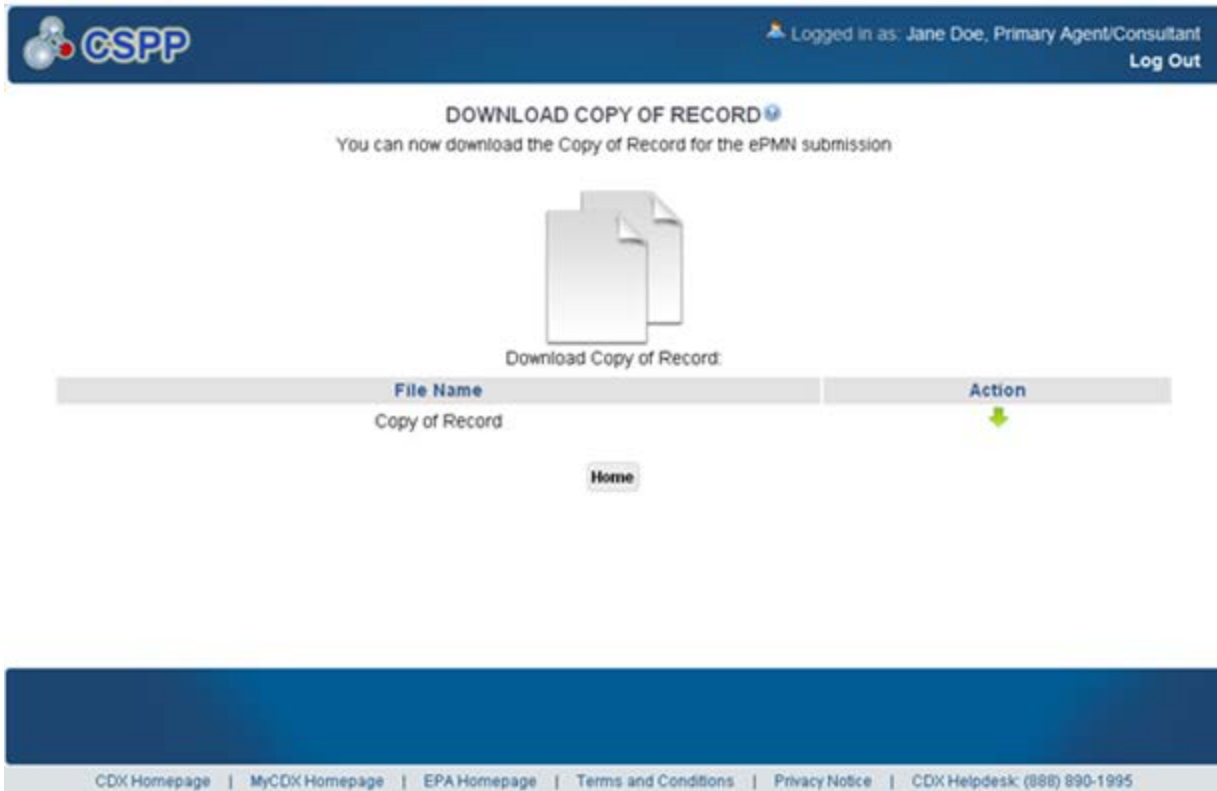 CSPP
Logged in as: Jane Doe, Primary Agent/Consultant
Log Out
DOWNLOAD COPY OF RECORD
You can now download the Copy of Record for the ePMN submission
Download Copy of Record:
File Name Action
Copy of Record
Home
CDX Homepage | MyCDX Homepage | EPA Homepage | Terms and Conditions | Privacy Notice | CDX Helpdesk: (888) 890-1995